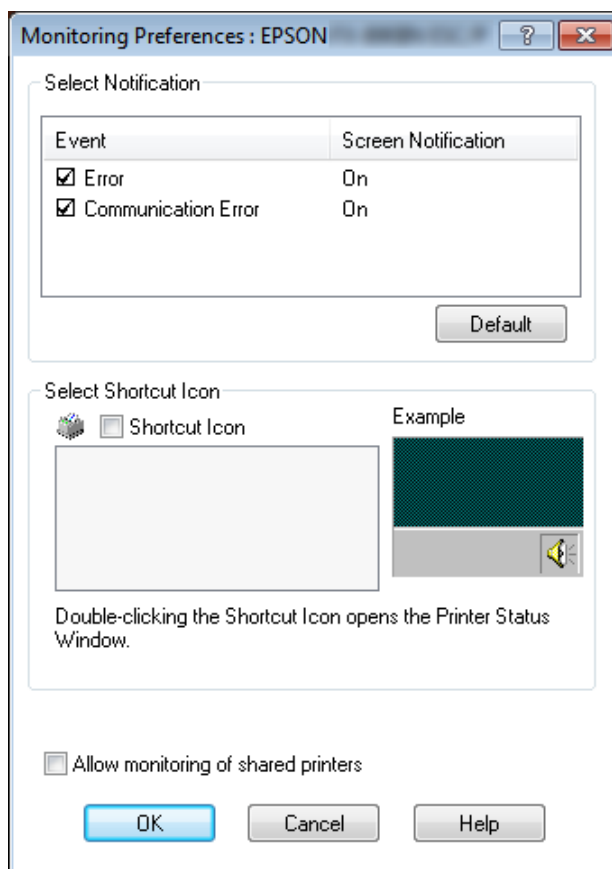 Monitoring Preferences : EPSON
Select Notification
Event Screen Notification
Error On
Communication Error On
Default
Select Shortcut Icon
Shortcut Icon
Example
Double-clicking the Shortcut Icon opens the Printer Status
Window.
Allow monitoring of shared printers
OK Cancel Help